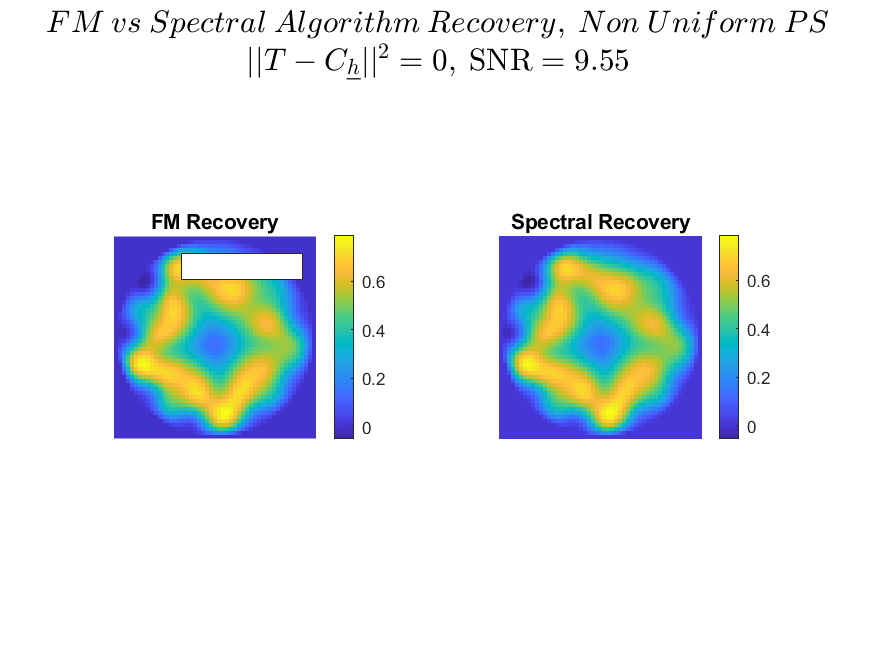 FM vs Spectral Algorithm Recovery, Non Uniform PS
||T − C_h||² = 0, SNR = 9.55
FM Recovery
0.6
0.4
0.2
0
Spectral Recovery
0.6
0.4
0.2
0